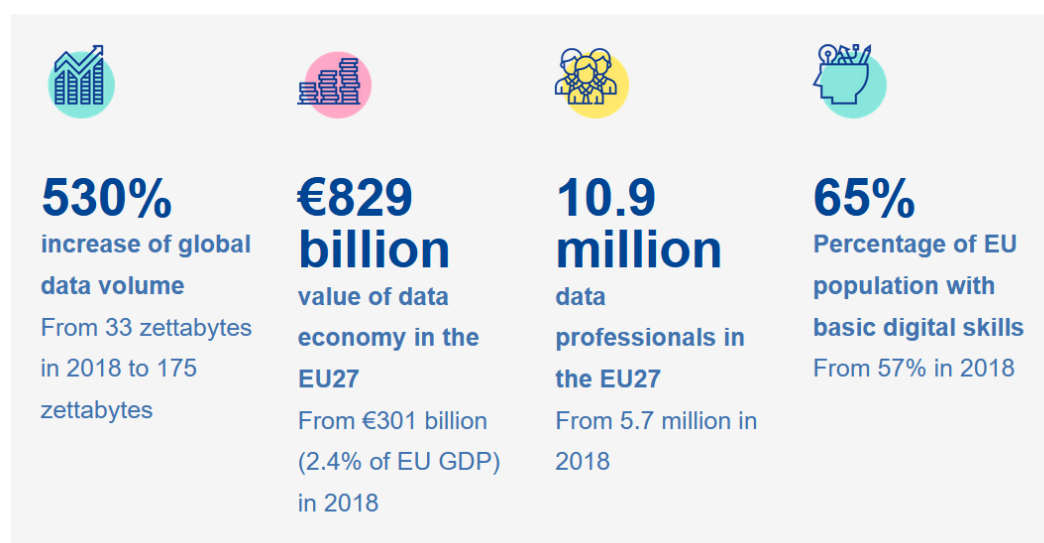 530%
increase of global
data volume
From 33 zettabytes
in 2018 to 175
zettabytes
€829
billion
value of data
economy in the
EU27
From €301 billion
(2.4% of EU GDP)
in 2018
10.9
million
data
professionals in
the EU27
From 5.7 million in
2018
65%
Percentage of EU
population with
basic digital skills
From 57% in 2018